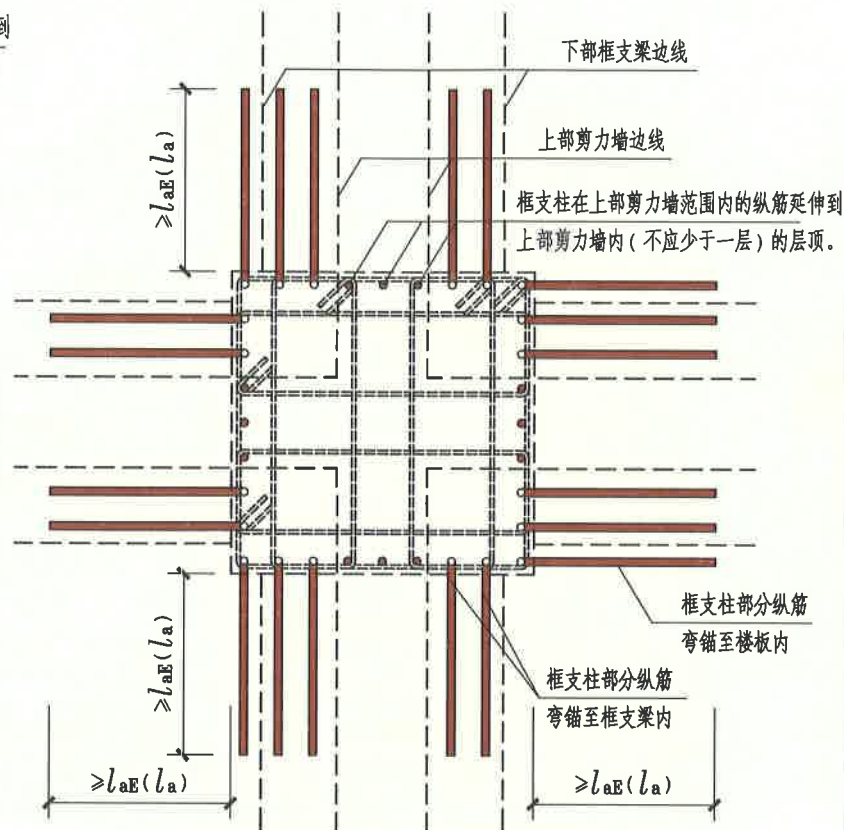 到
下部框支梁边线
上部剪力墙边线
框支柱在上部剪力墙范围内的纵筋延伸到
上部剪力墙内(不应少于一层)的层顶。
≥laE(la)
框支柱部分纵筋
弯锚至楼板内
≥laE(la)
框支柱部分纵筋
弯锚至框支梁内
≥laE(la)
≥laE(la)